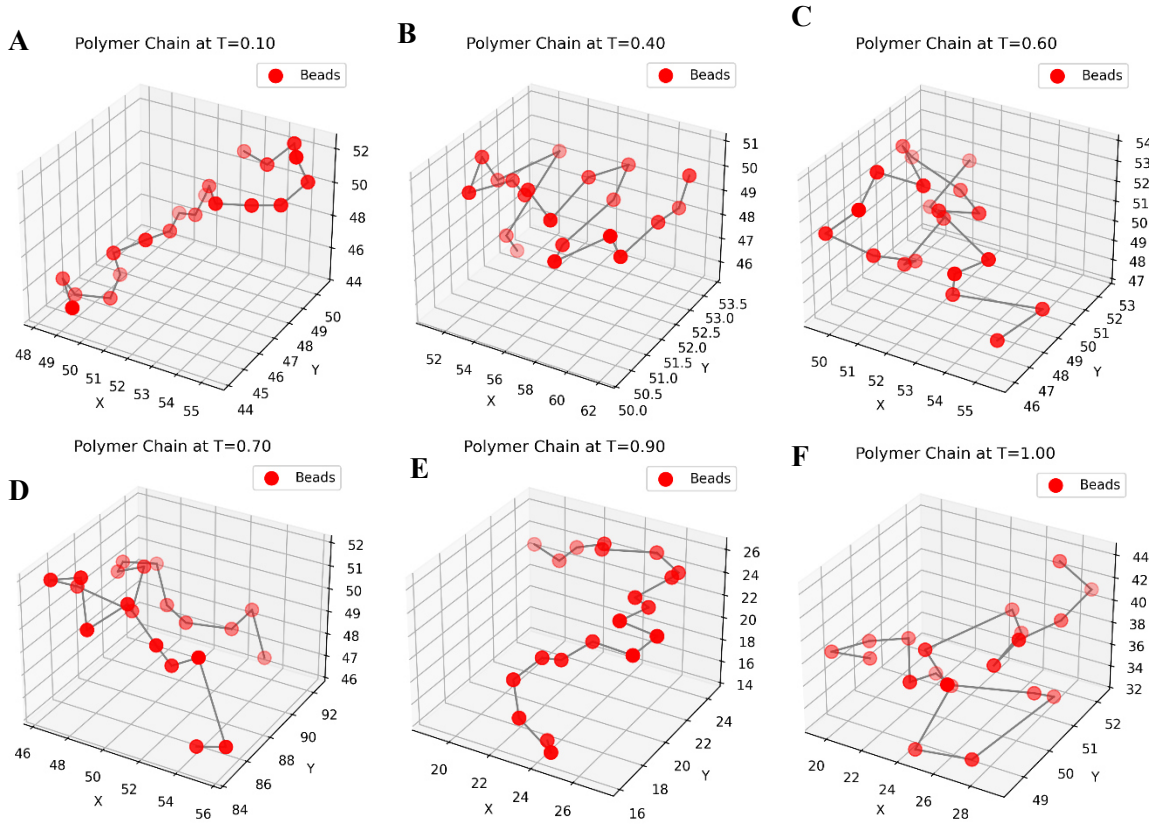 A
Polymer Chain at T=0.10
Beads
52
50
48
46
44
48 49 50 51 52 53 54 55
X
44 45 46 47 48 49 50
Y
B
Polymer Chain at T=0.40
Beads
51
50
49
48
47
46
52 54 56 58 60 62
X
50.0 50.5 51.0 51.5 52.0 52.5 53.0 53.5
Y
C
Polymer Chain at T=0.60
Beads
54
53
52
51
50
49
48
47
50 51 52 53 54 55
X
46 47 48 49 50 51 52 53
Y
D
Polymer Chain at T=0.70
Beads
52
51
50
49
48
47
46
46 48 50 52 54 56
X
84 86 88 90 92
Y
E
Polymer Chain at T=0.90
Beads
26
24
22
20
18
16
14
20 22 24 26
X
16 18 20 22 24
Y
F
Polymer Chain at T=1.00
Beads
44
42
40
38
36
34
32
20 22 24 26 28
X
49 50 51 52
Y